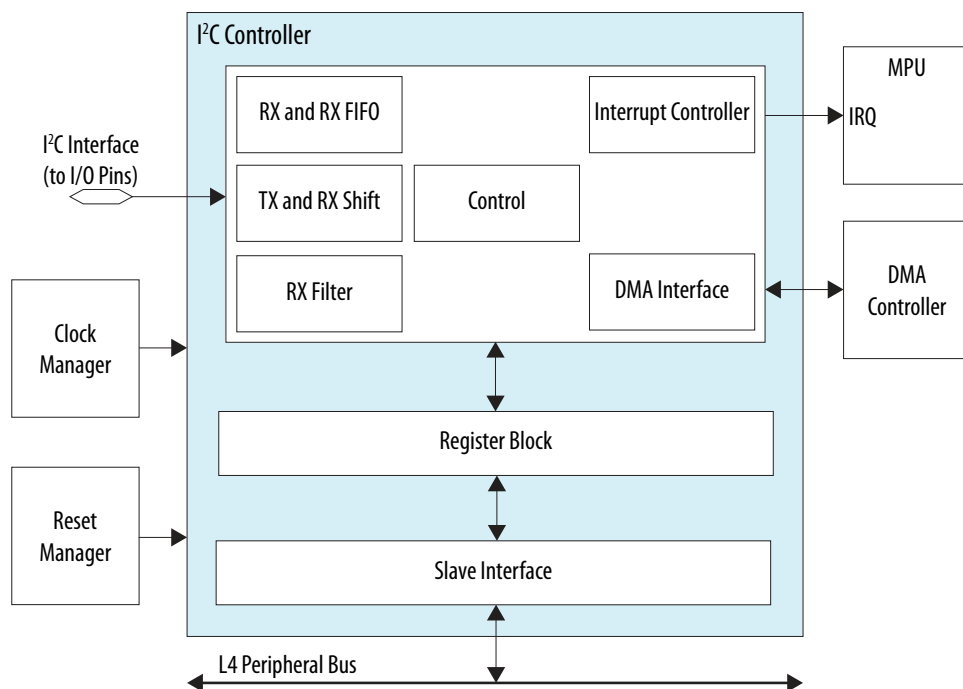 I²C Controller
MPU
RX and RX FIFO
Interrupt Controller
IRQ
I²C Interface
(to I/O Pins)
TX and RX Shift
Control
RX Filter
DMA Interface
DMA
Controller
Clock
Manager
Register Block
Reset
Manager
Slave Interface
L4 Peripheral Bus